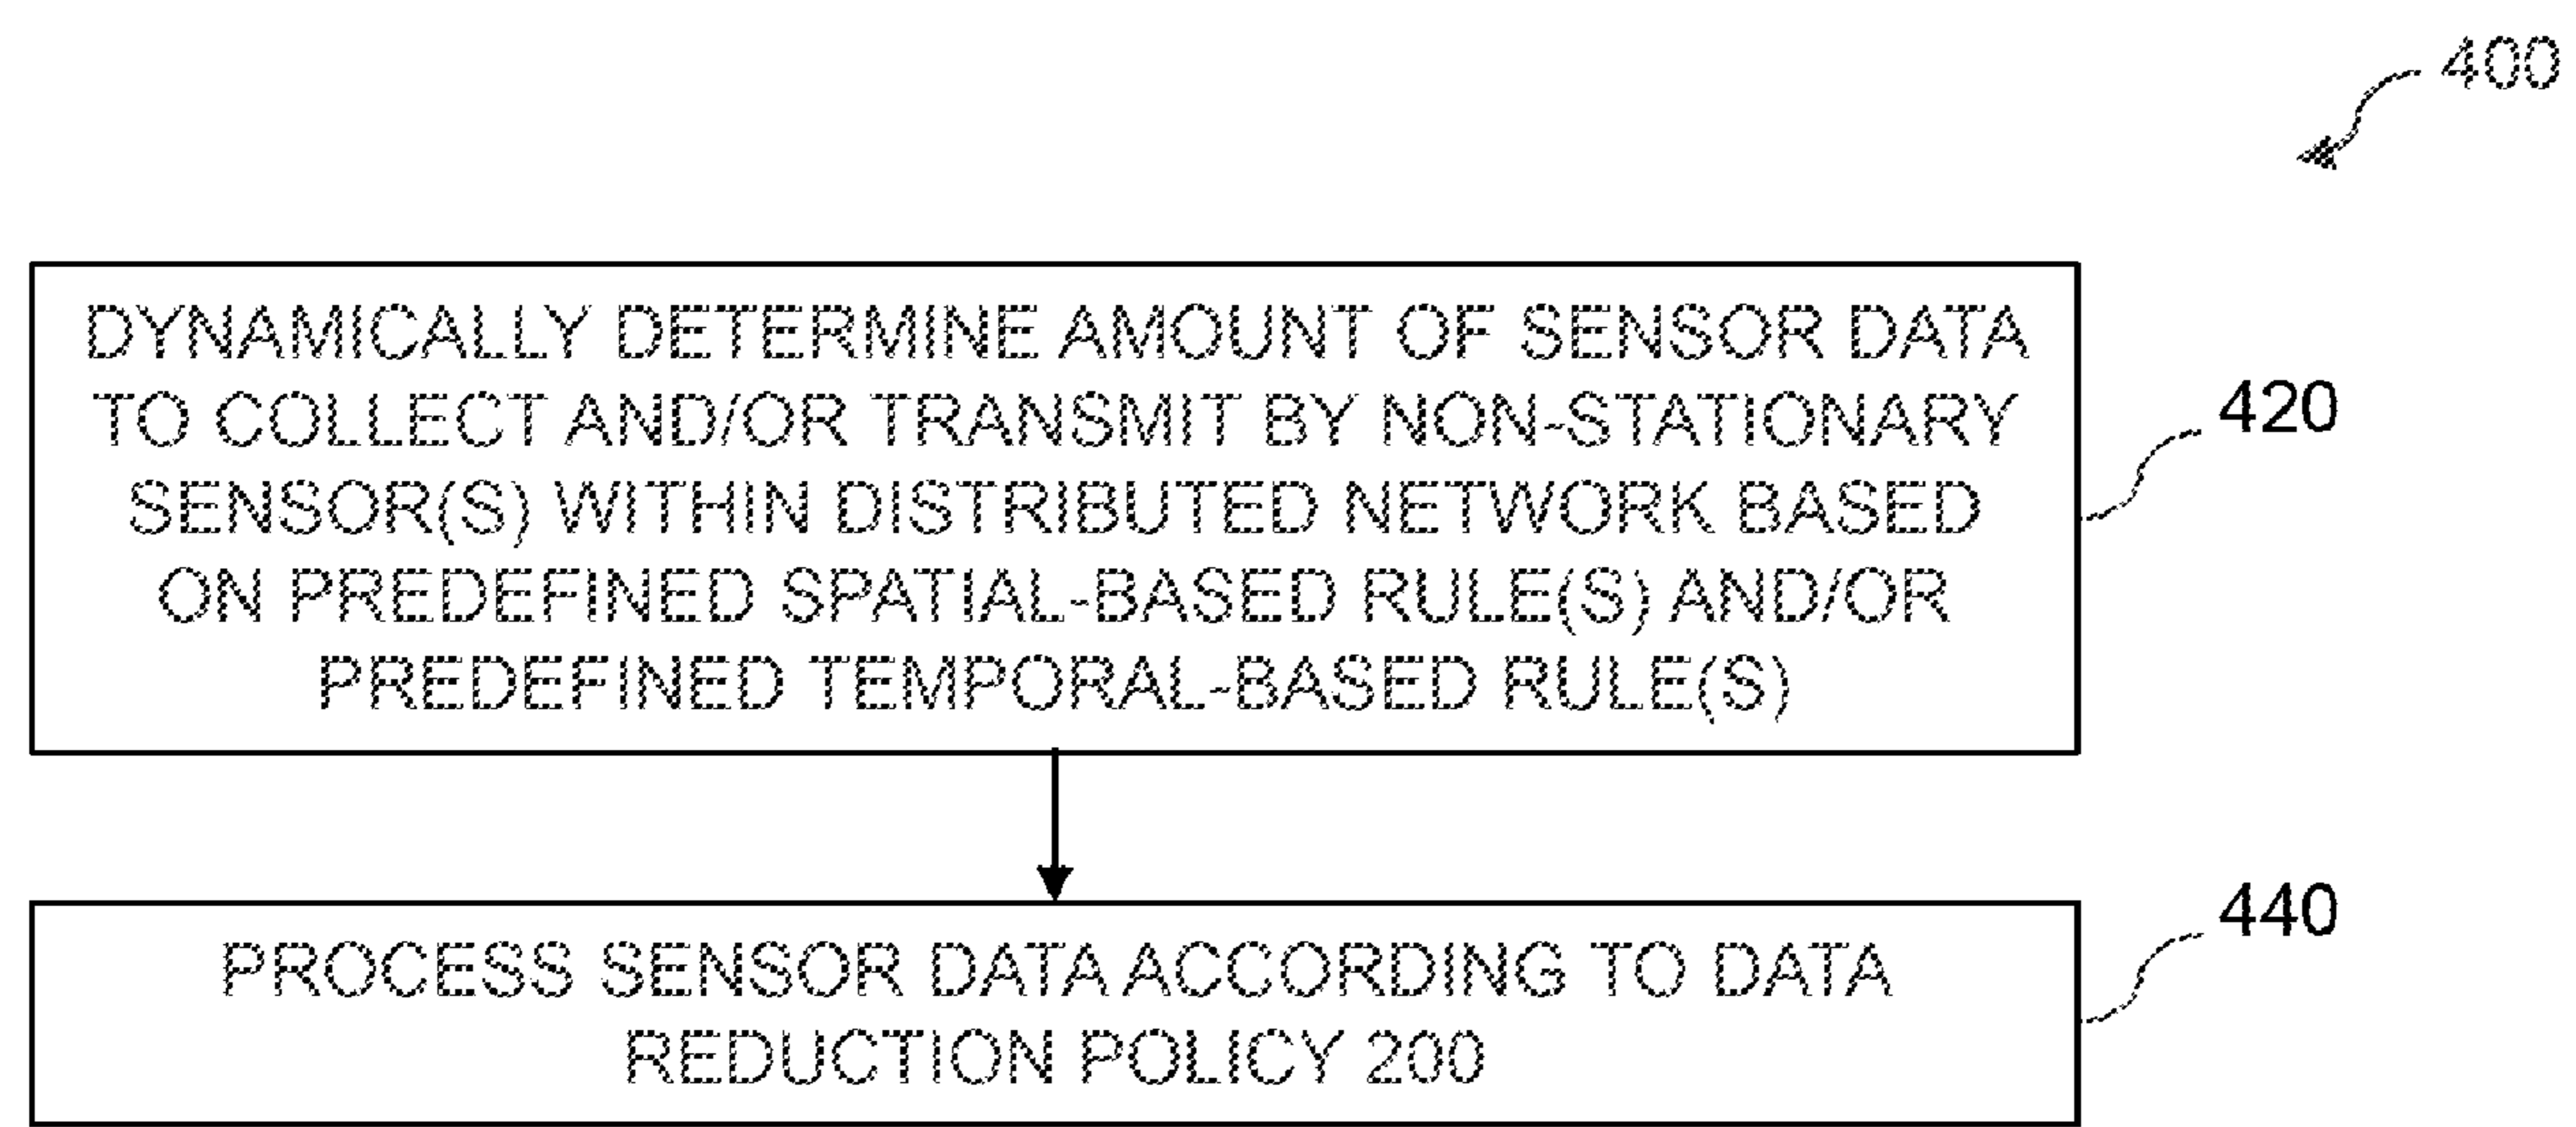 400
DYNAMICALLY DETERMINE AMOUNT OF SENSOR DATA
TO COLLECT AND/OR TRANSMIT BY NON-STATIONARY
SENSOR(S) WITHIN DISTRIBUTED NETWORK BASED
ON PREDEFINED SPATIAL-BASED RULE(S) AND/OR
PREDEFINED TEMPORAL-BASED RULE(S)
420
PROCESS SENSOR DATA ACCORDING TO DATA
REDUCTION POLICY 200
440